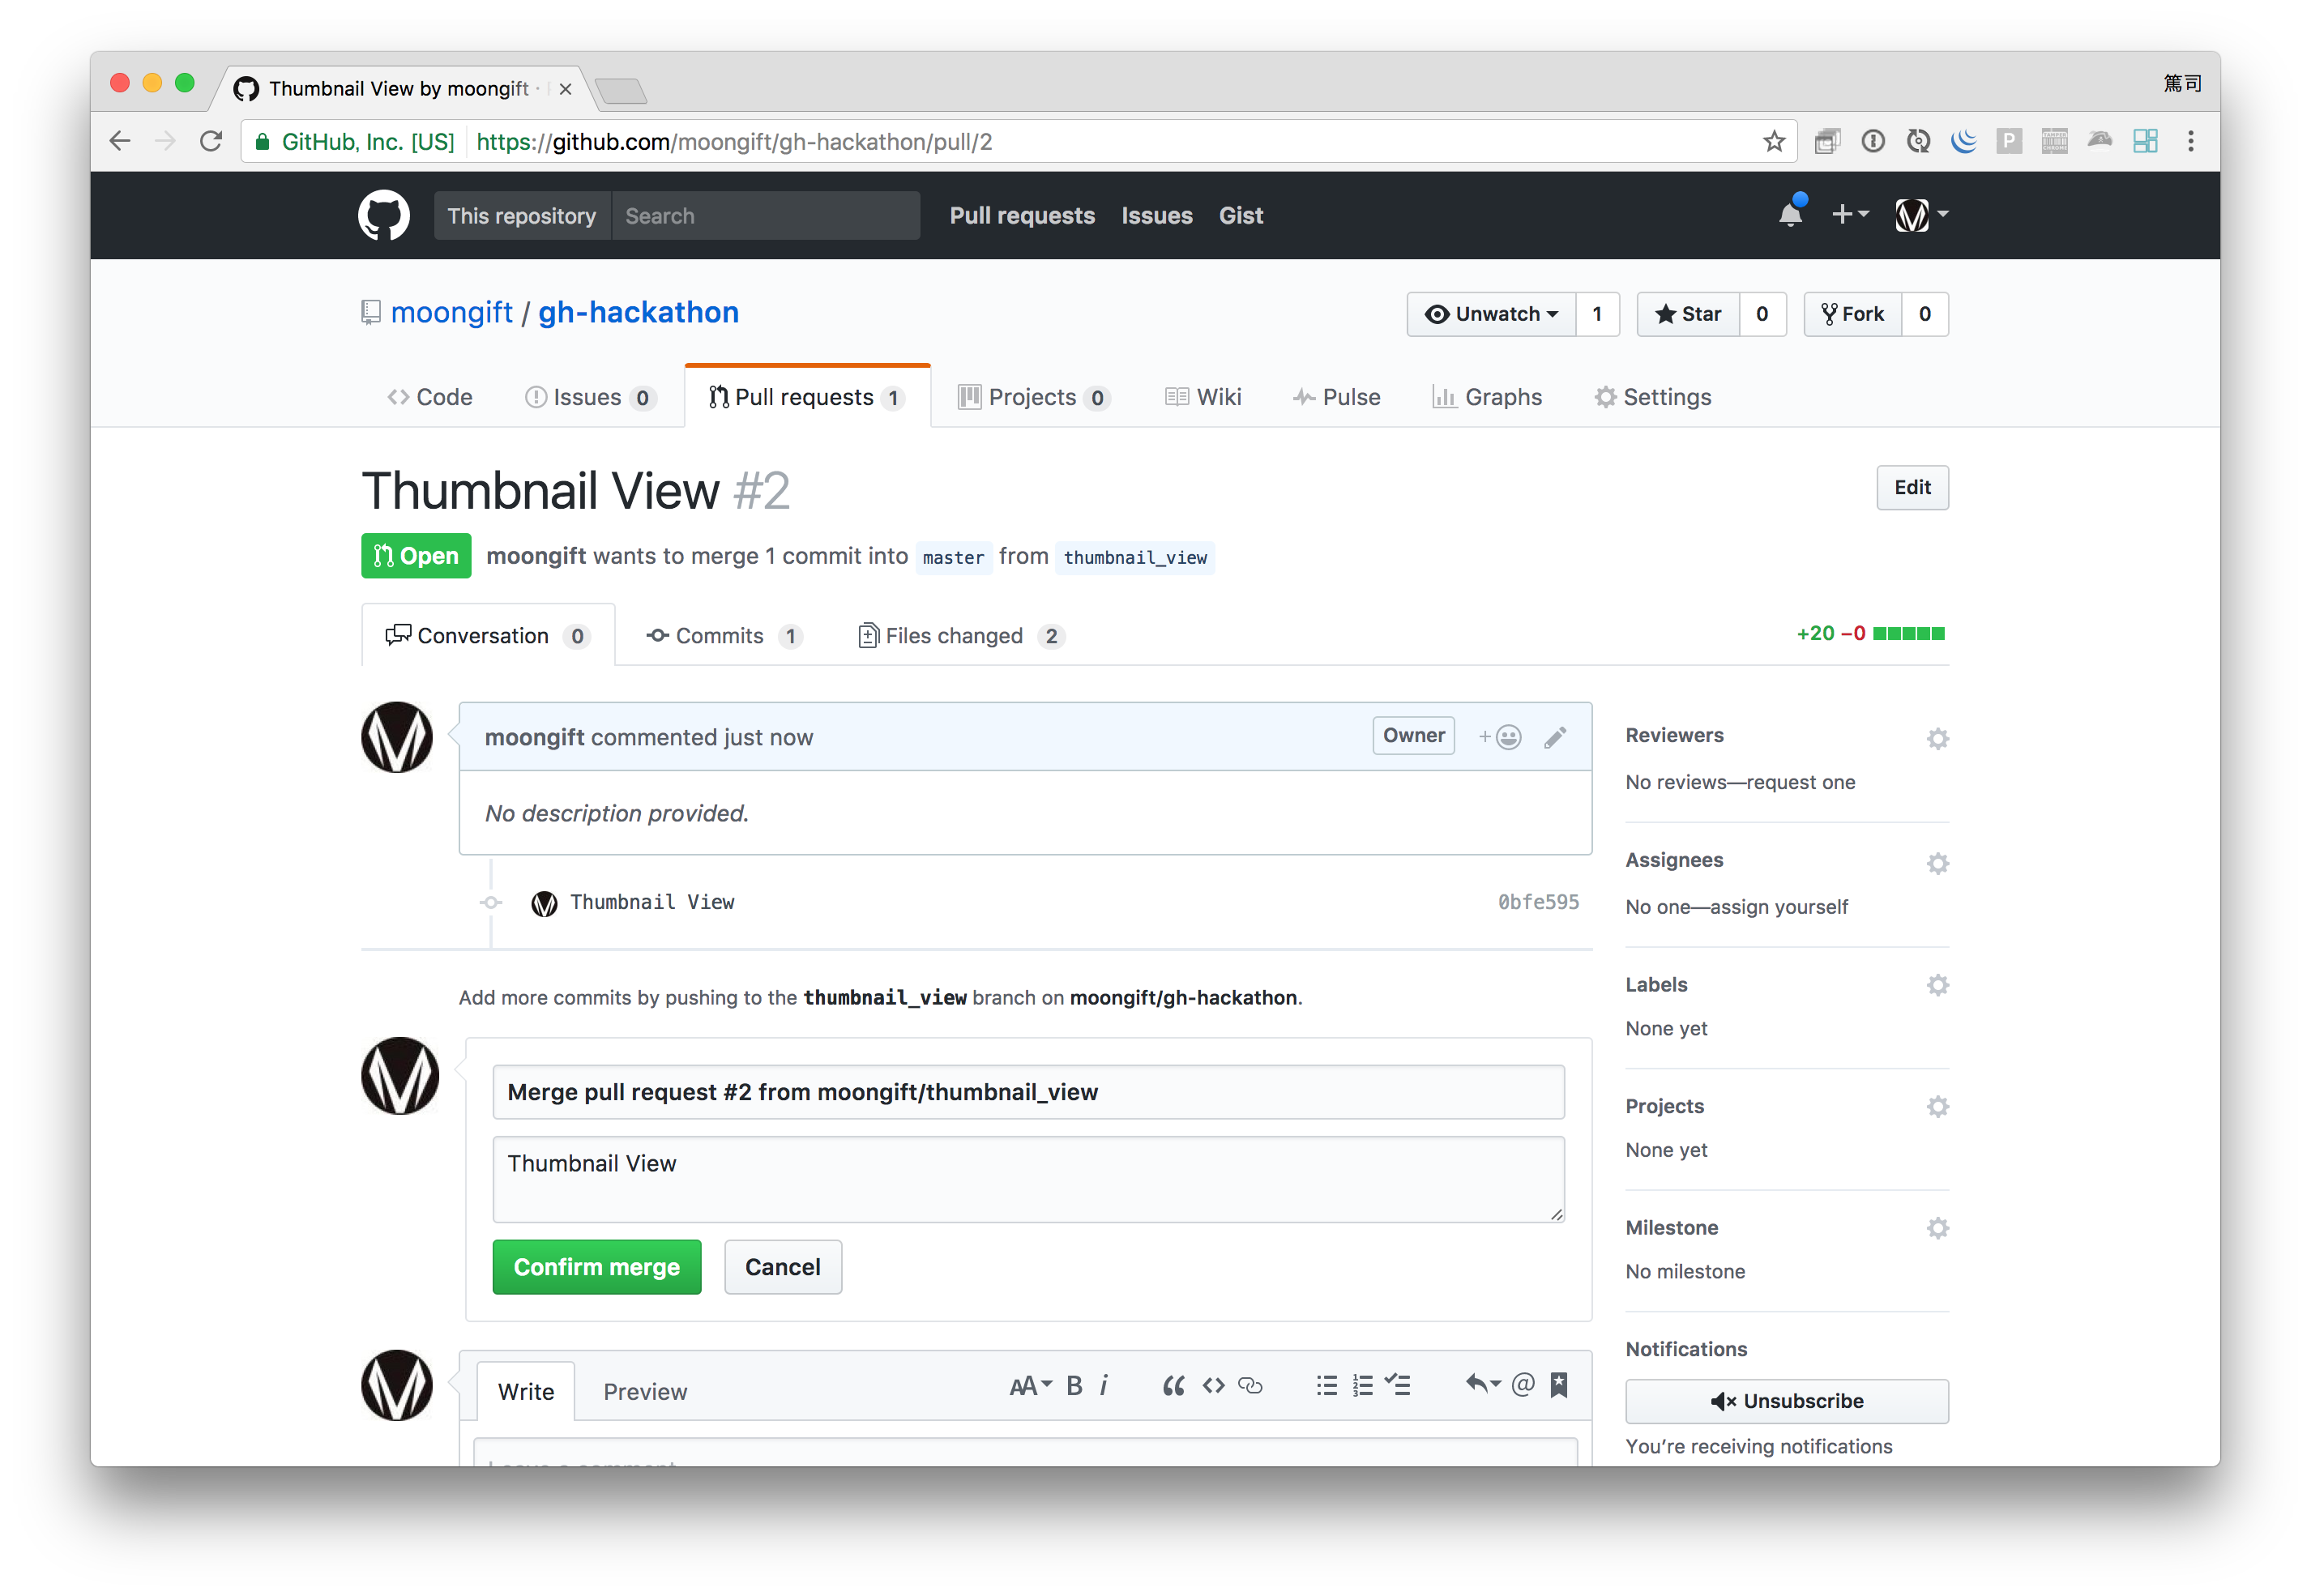 Thumbnail View by moongift ·
篤司
GitHub, Inc. [US] https://github.com/moongift/gh-hackathon/pull/2
This repository Search Pull requests Issues Gist
moongift / gh-hackathon Unwatch 1 Star 0 Fork 0
Code Issues 0 Pull requests 1 Projects 0 Wiki Pulse Graphs Settings
Thumbnail View #2 Edit
Open moongift wants to merge 1 commit into master from thumbnail_view
Conversation 0 Commits 1 Files changed 2 +20 −0
moongift commented just now Owner
No description provided.
Thumbnail View 0bfe595
Add more commits by pushing to the thumbnail_view branch on moongift/gh-hackathon.
Merge pull request #2 from moongift/thumbnail_view
Thumbnail View
Confirm merge Cancel
Write Preview
Reviewers
No reviews—request one
Assignees
No one—assign yourself
Labels
None yet
Projects
None yet
Milestone
No milestone
Notifications
Unsubscribe
You’re receiving notifications